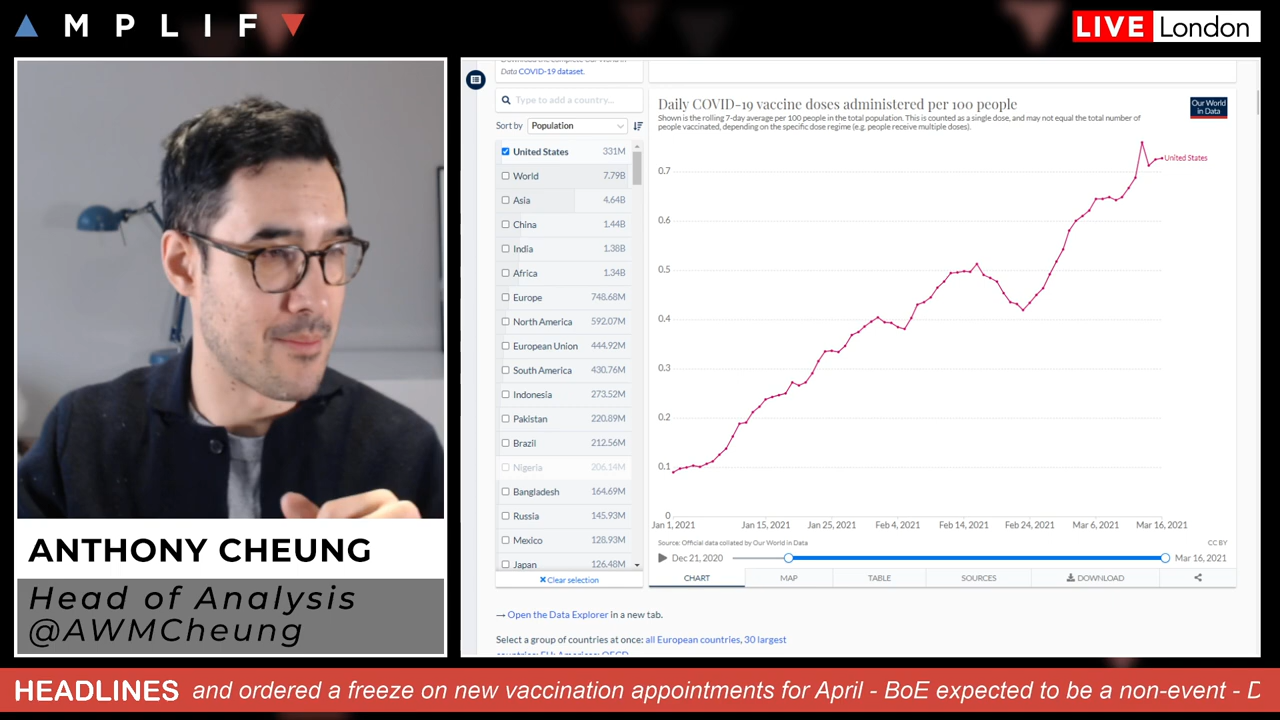 ▲ M P L I F ▼
LIVE London
Data COVID-19 dataset.
Type to add a country...
Sort by Population
United States 331M
World 7.79B
Asia 4.64B
China 1.44B
India 1.38B
Africa 1.34B
Europe 748.68M
North America 592.07M
European Union 444.92M
South America 430.76M
Indonesia 273.52M
Pakistan 220.89M
Brazil 212.56M
Nigeria 206.14M
Bangladesh 164.69M
Russia 145.93M
Mexico 128.93M
Japan 126.48M
Clear selection
Daily COVID-19 vaccine doses administered per 100 people
Our World
in Data
Shown is the rolling 7-day average per 100 people in the total population. This is counted as a single dose, and may not equal the total number of
people vaccinated, depending on the specific dose regime (e.g. people receive multiple doses).
United States
0.7
0.6
0.5
0.4
0.3
0.2
0.1
0
Jan 1, 2021 Jan 15, 2021 Jan 25, 2021 Feb 4, 2021 Feb 14, 2021 Feb 24, 2021 Mar 6, 2021 Mar 16, 2021
Source: Official data collated by Our World in Data CC BY
Dec 21, 2020 Mar 16, 2021
CHART MAP TABLE SOURCES DOWNLOAD
→ Open the Data Explorer in a new tab.
Select a group of countries at once: all European countries, 30 largest
ANTHONY CHEUNG
Head of Analysis
@AWMCheung
HEADLINES and ordered a freeze on new vaccination appointments for April - BoE expected to be a non-event - D